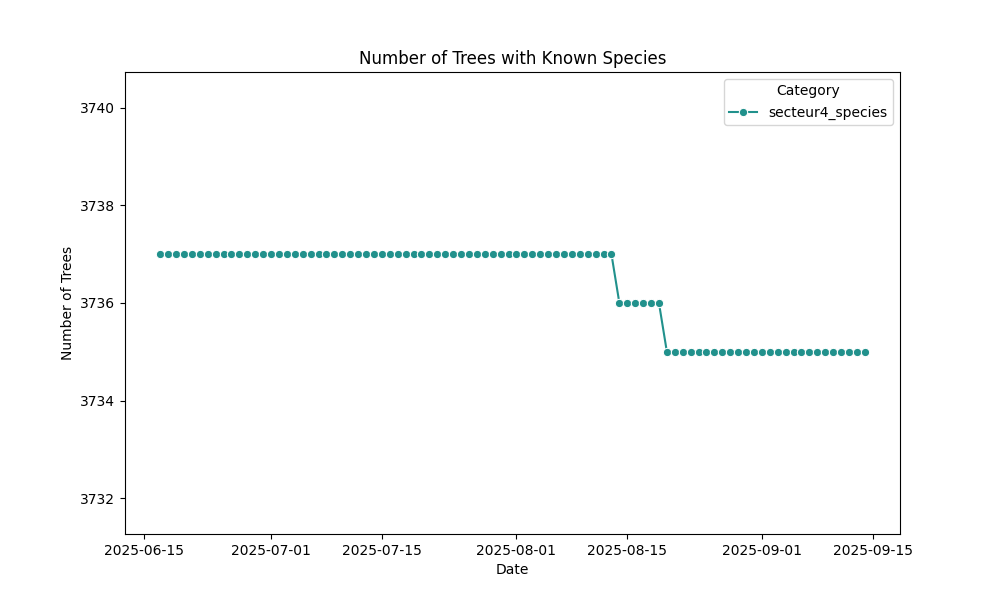 Number of Trees with Known Species
Category
secteur4_species
3740
3738
3736
3734
3732
Number of Trees
2025-06-15
2025-07-01
2025-07-15
2025-08-01
2025-08-15
2025-09-01
2025-09-15
Date